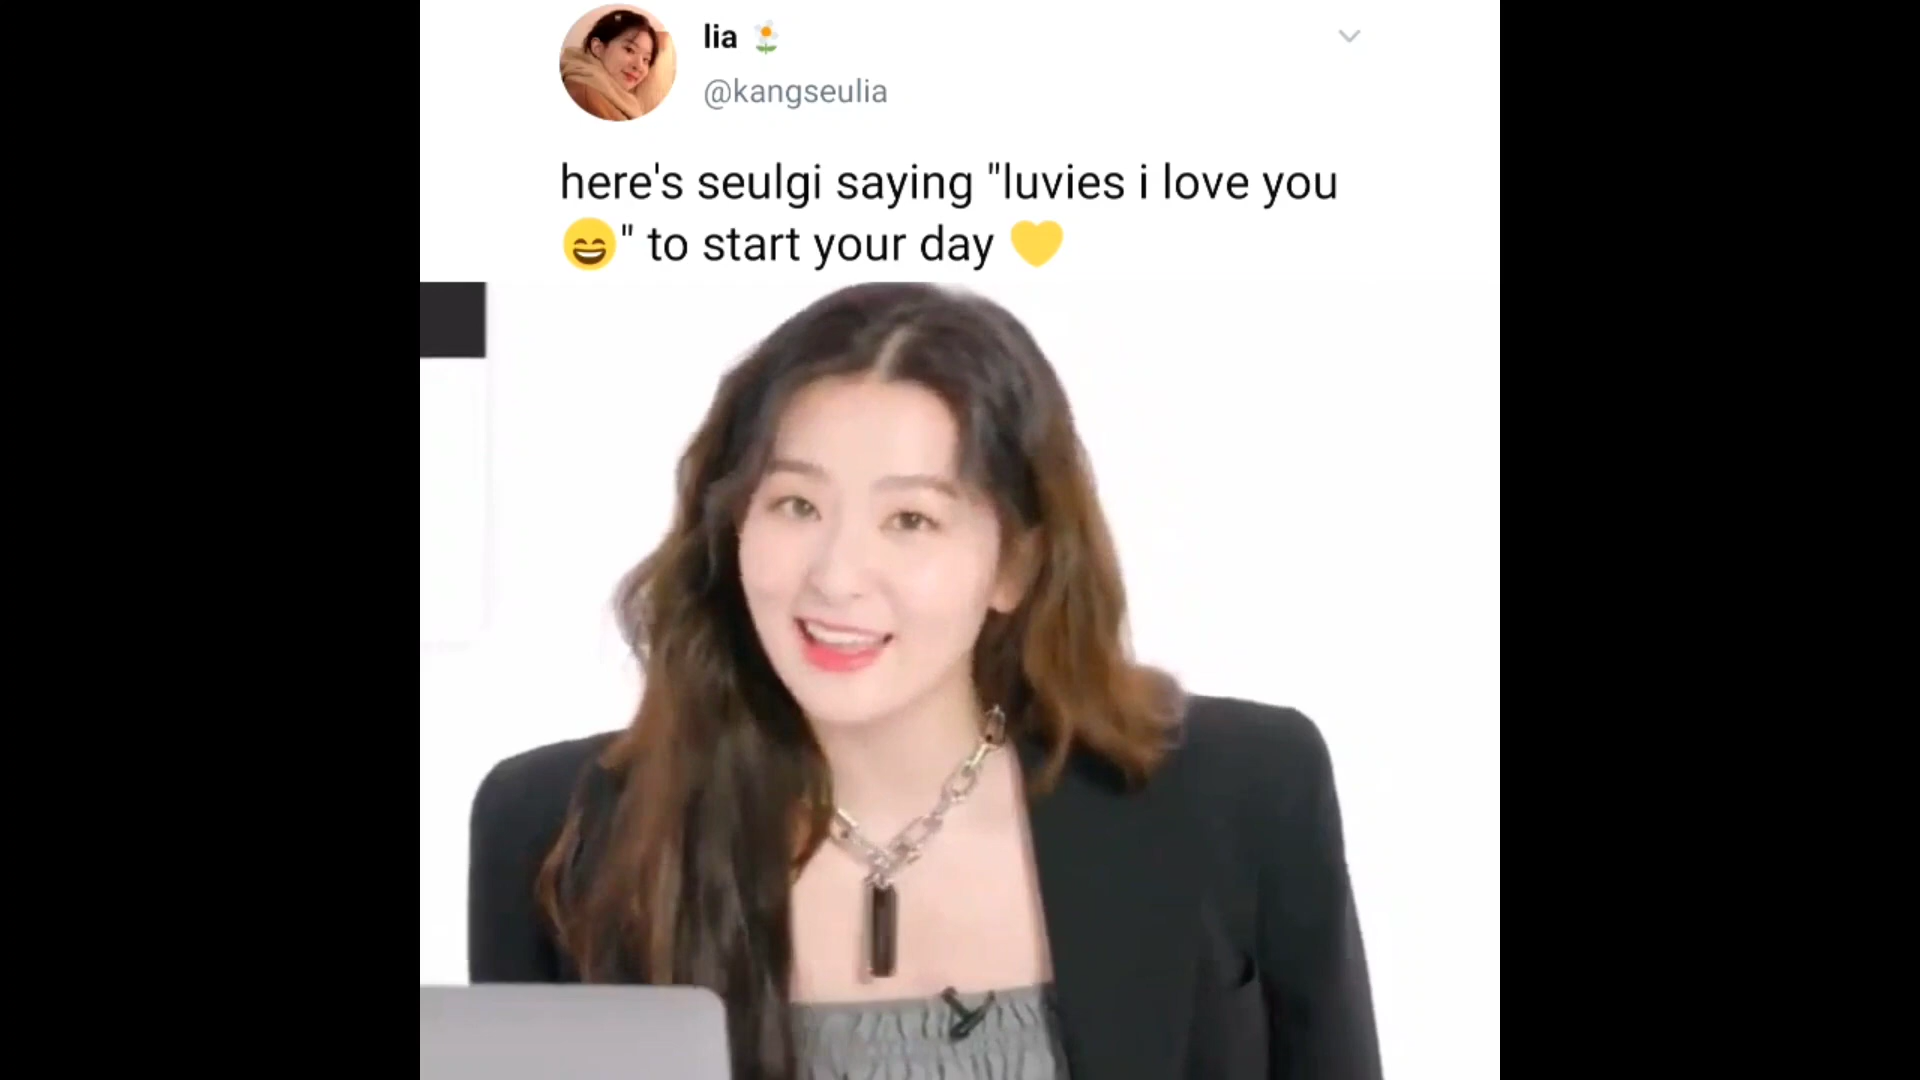 lia 🌼
@kangseulia
here's seulgi saying "luvies i love you
😄" to start your day 💛